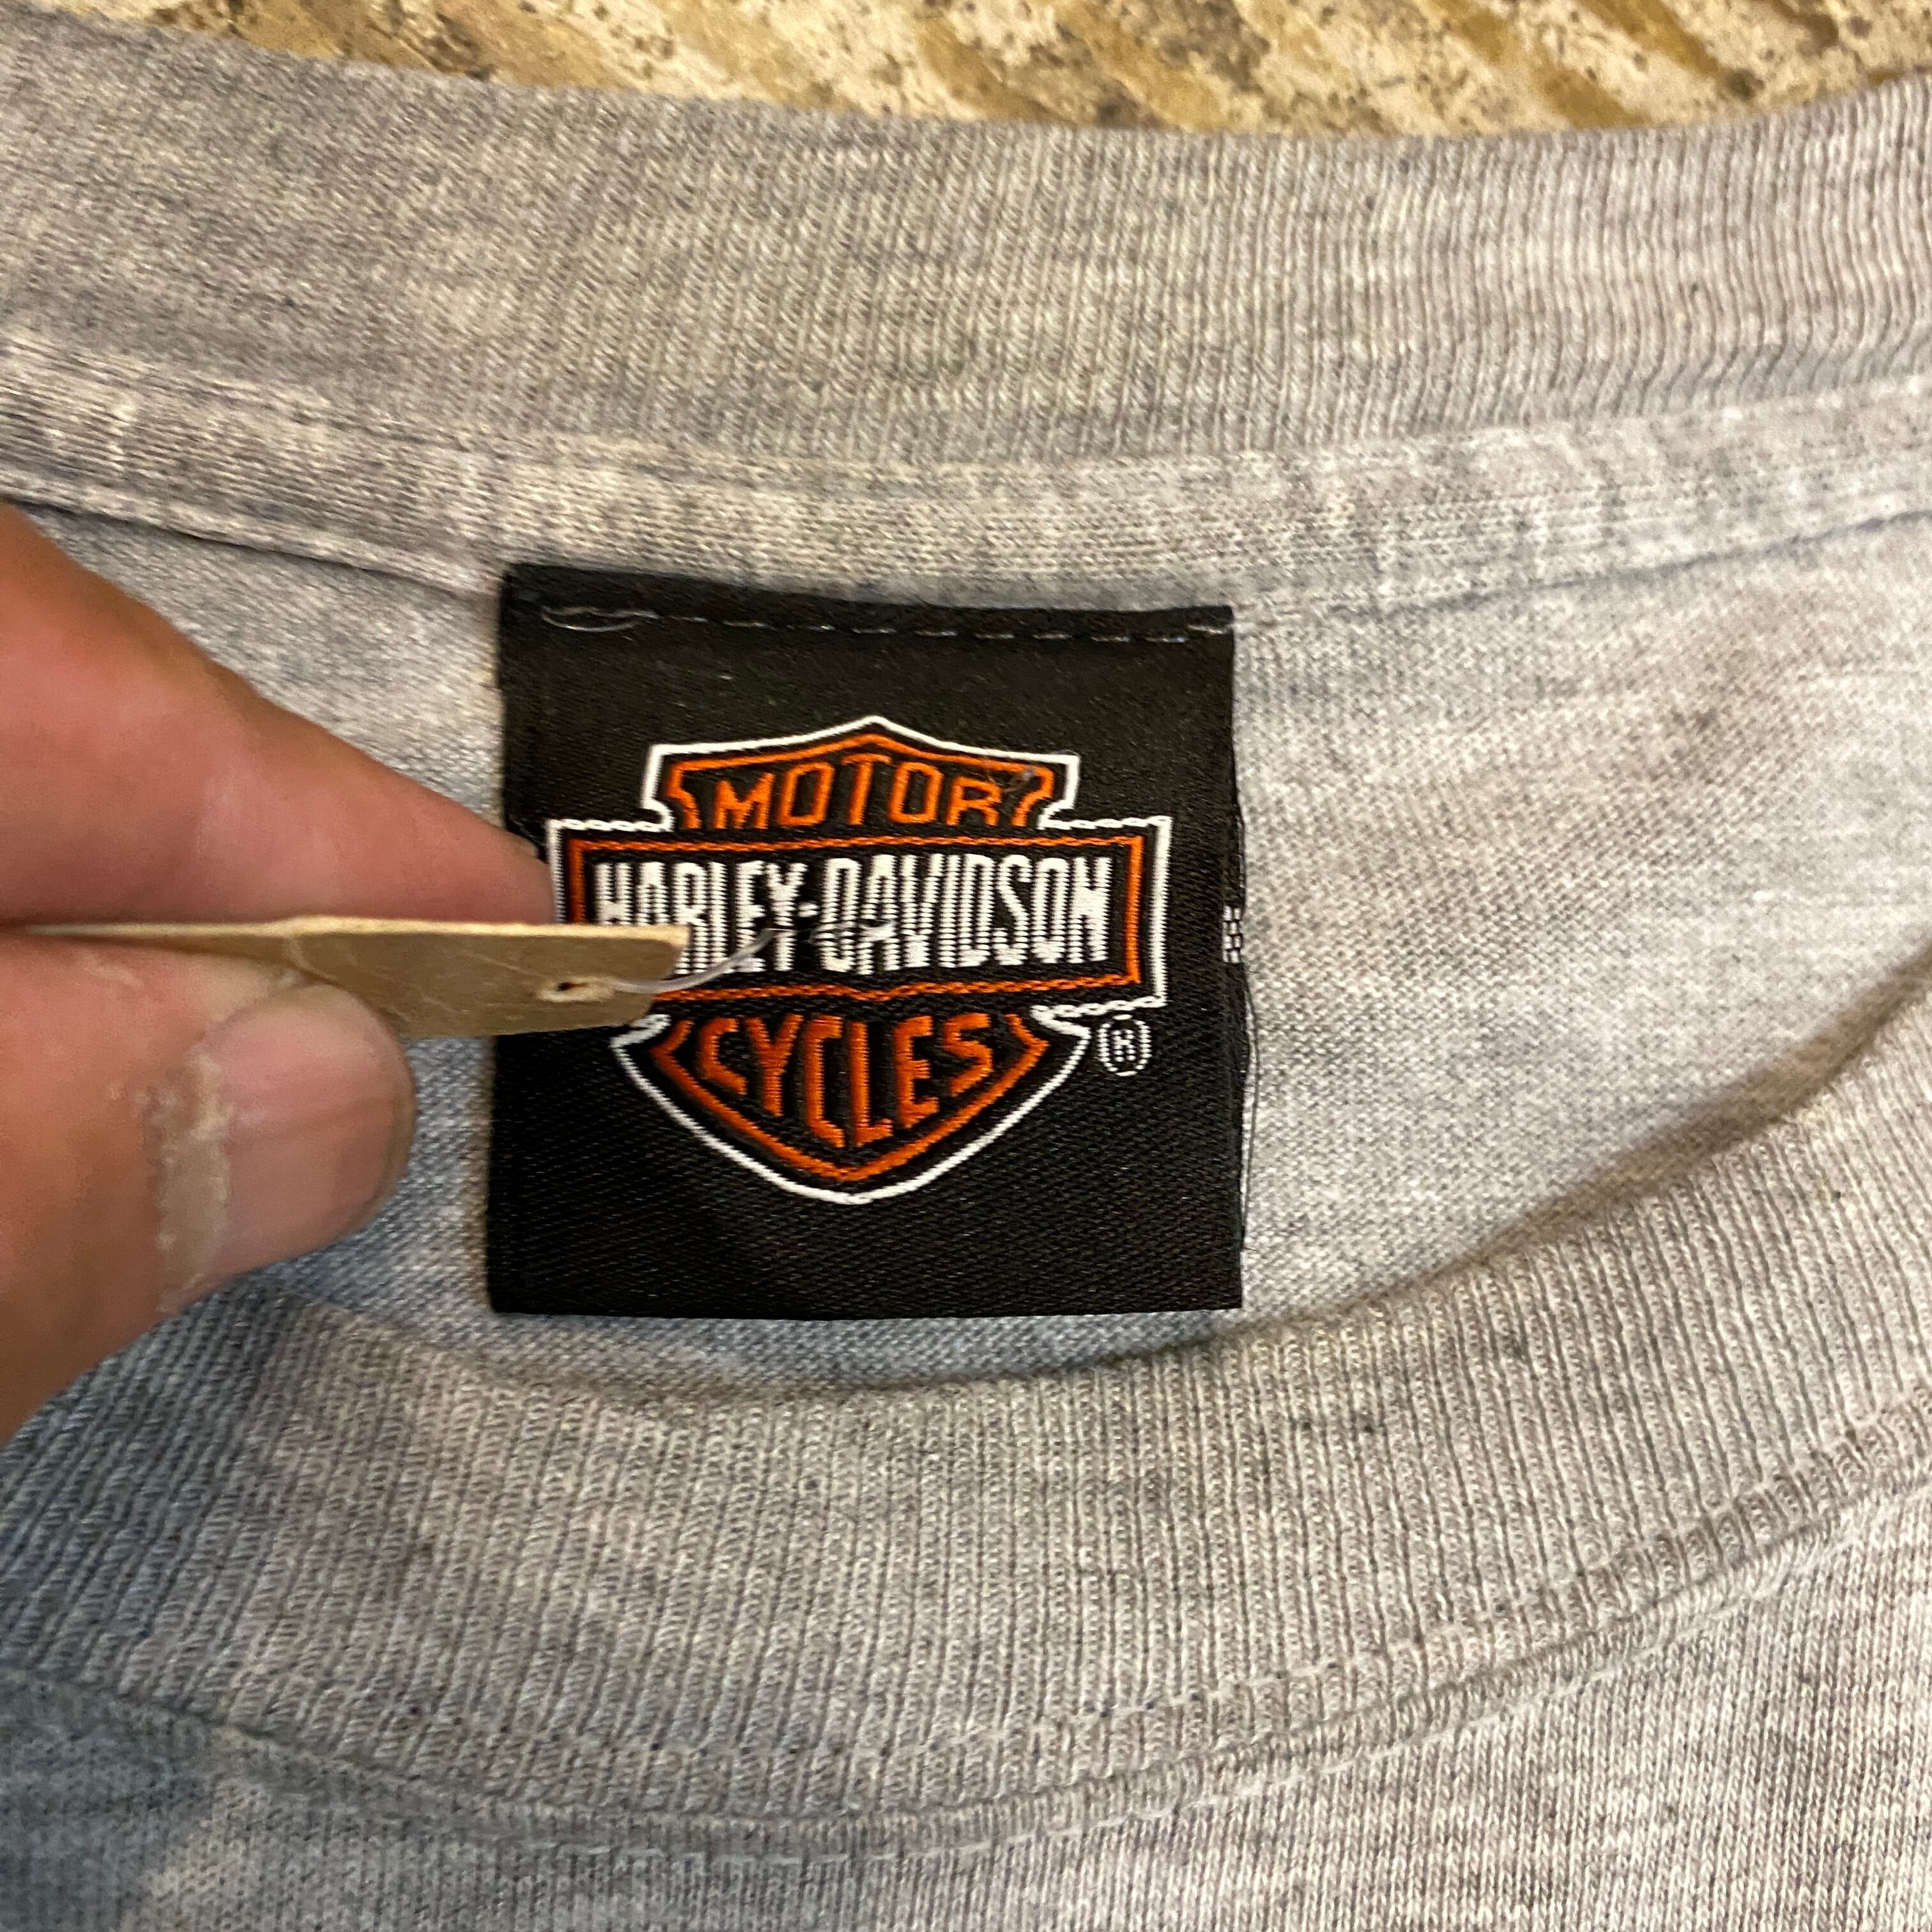 MOTOR
HARLEY-DAVIDSON
CYCLES
®